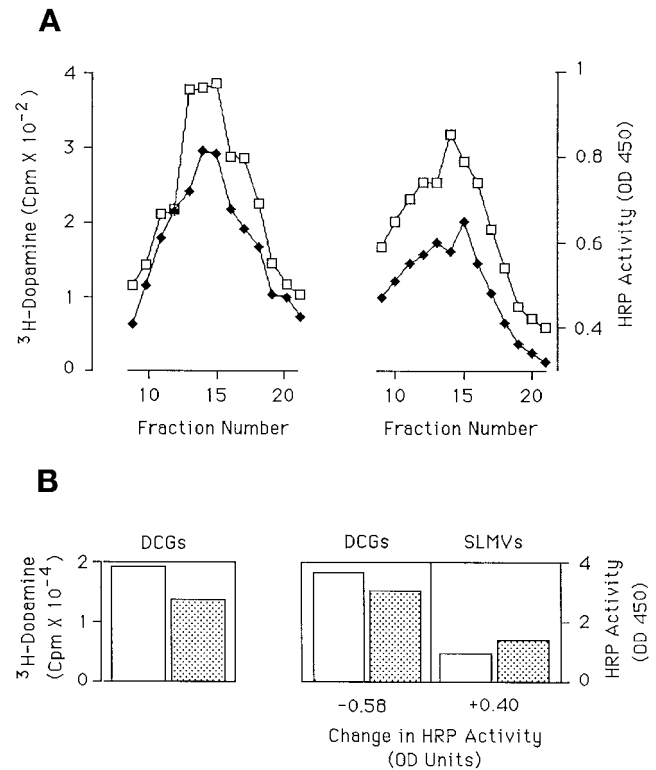 A
³H-Dopamine (Cpm X 10⁻²)
4
3
2
1
0
10 15 20
Fraction Number
1
0.8
0.6
0.4
HRP Activity (OD 450)
10 15 20
Fraction Number
B
³H-Dopamine
(Cpm X 10⁻⁴)
2
1
0
DCGs
DCGs SLMVs
4
2
0
HRP Activity
(OD 450)
-0.58 +0.40
Change in HRP Activity
(OD Units)